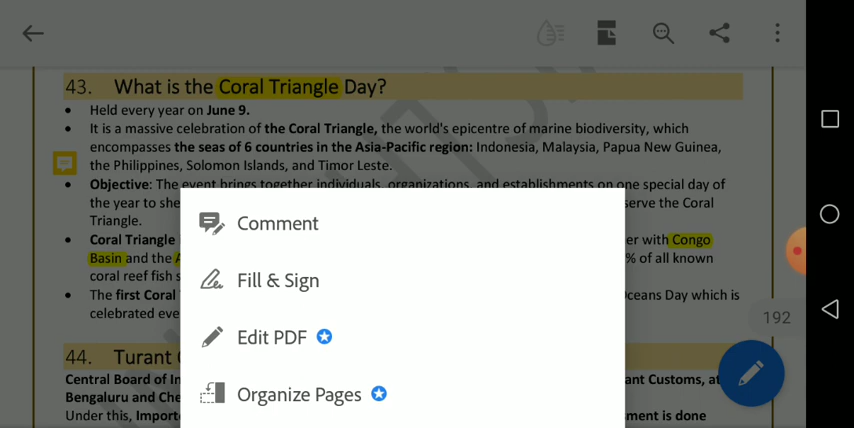 43. What is the Coral Triangle Day?
• Held every year on June 9.
• It is a massive celebration of the Coral Triangle, the world's epicentre of marine biodiversity, which
encompasses the seas of 6 countries in the Asia-Pacific region: Indonesia, Malaysia, Papua New Guinea,
the Philippines, Solomon Islands, and Timor Leste.
• Objective: The event brings together individuals, organizations, and establishments on one special day of
the year to she serve the Coral
Triangle.
• Coral Triangle er with Congo
Basin and the A % of all known
coral reef fish s
• The first Coral Oceans Day which is
celebrated eve
192
44. Turant C
Central Board of In ant Customs, at
Bengaluru and Che
Under this, Importe sment is done
Comment
Fill & Sign
Edit PDF
Organize Pages